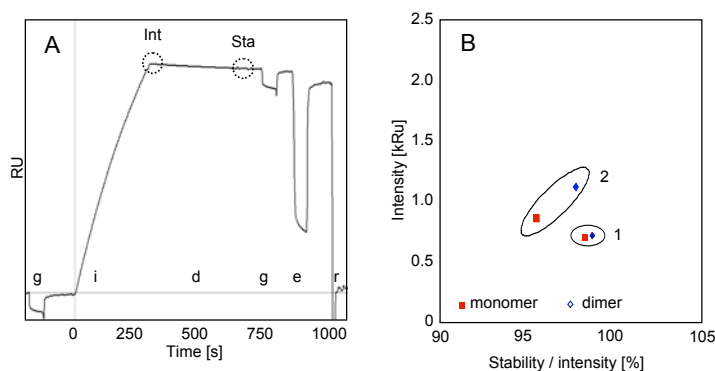 A
Int
Sta
RU
g i d g e r
0 250 500 750 1000
Time [s]
B
Intensity [kRu]
2.5
2.0
1.5
1.0
0.5
0
2
1
monomer dimer
90 95 100 105
Stability / intensity [%]